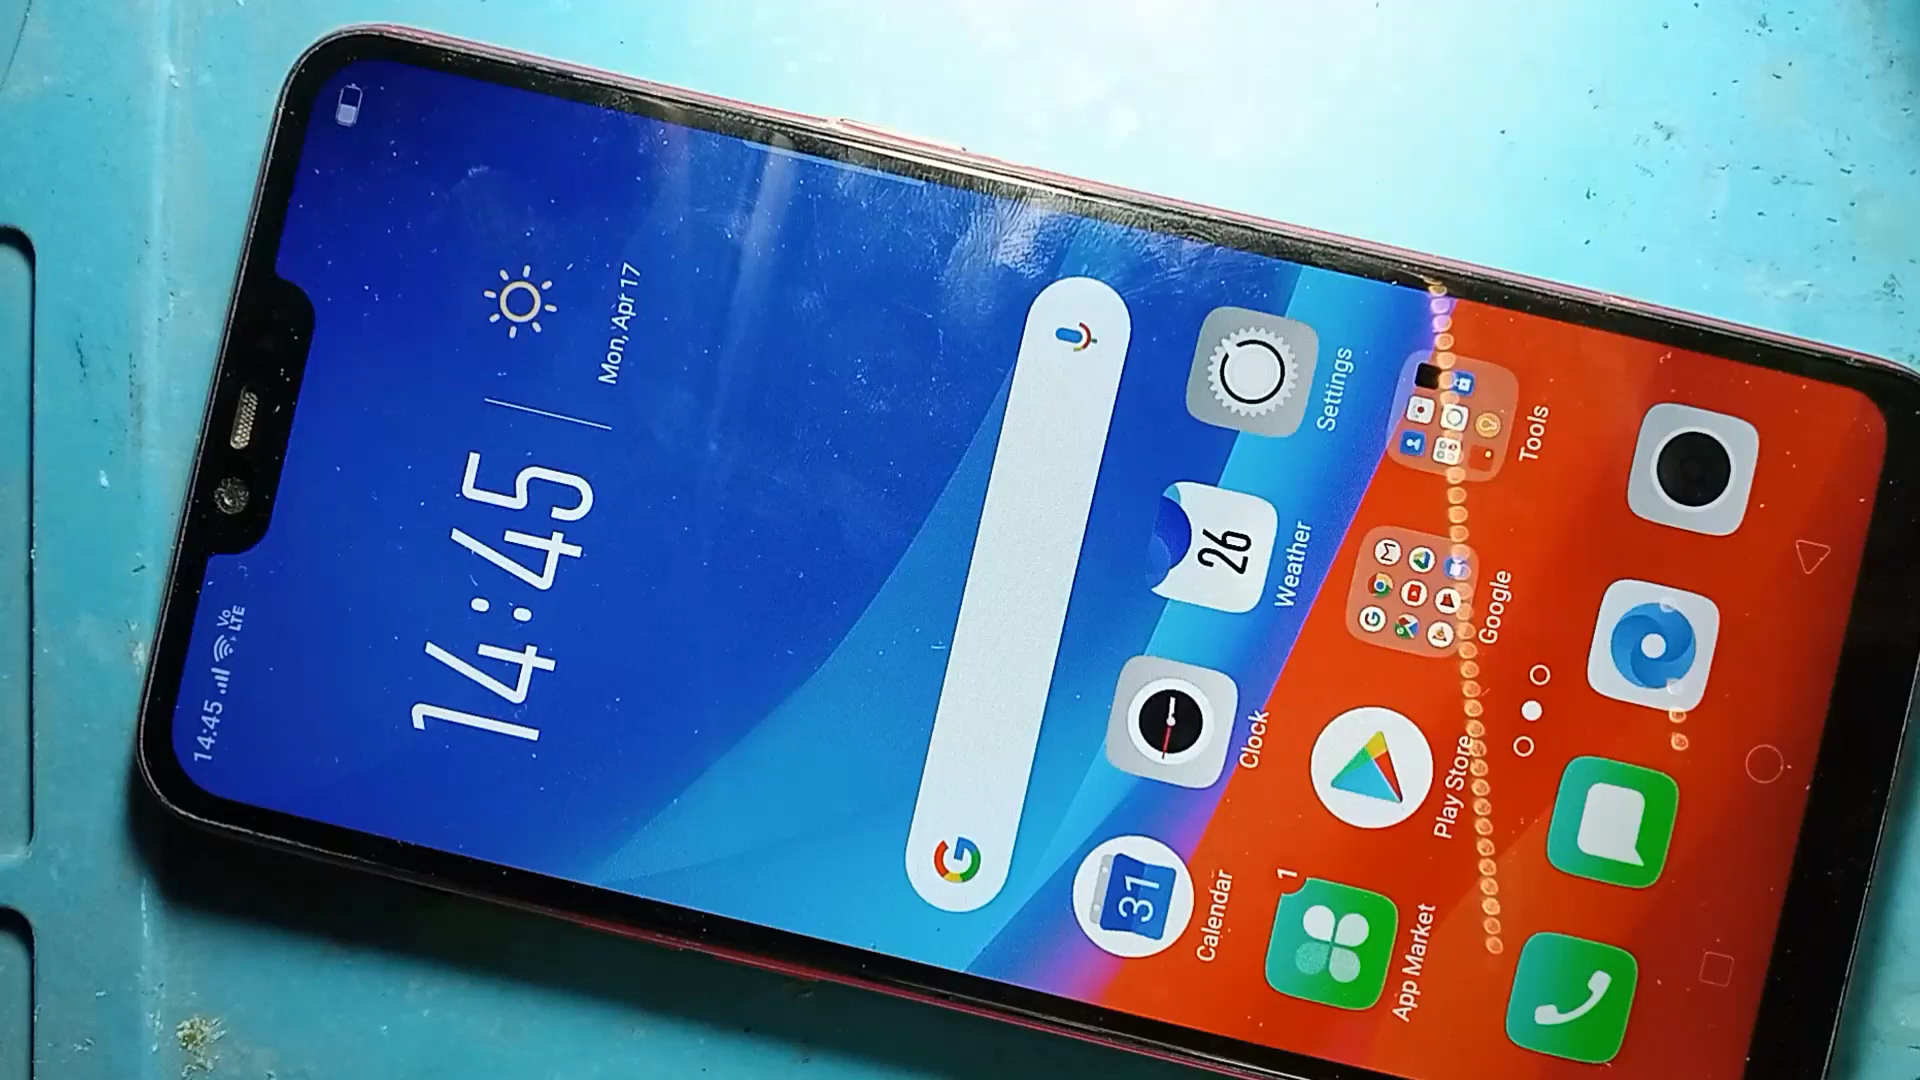 14:45 Vo LTE
14:45
Mon, Apr 17
G
31
26
Calendar
Clock
Weather
Settings
1
App Market
Play Store
Google
Tools